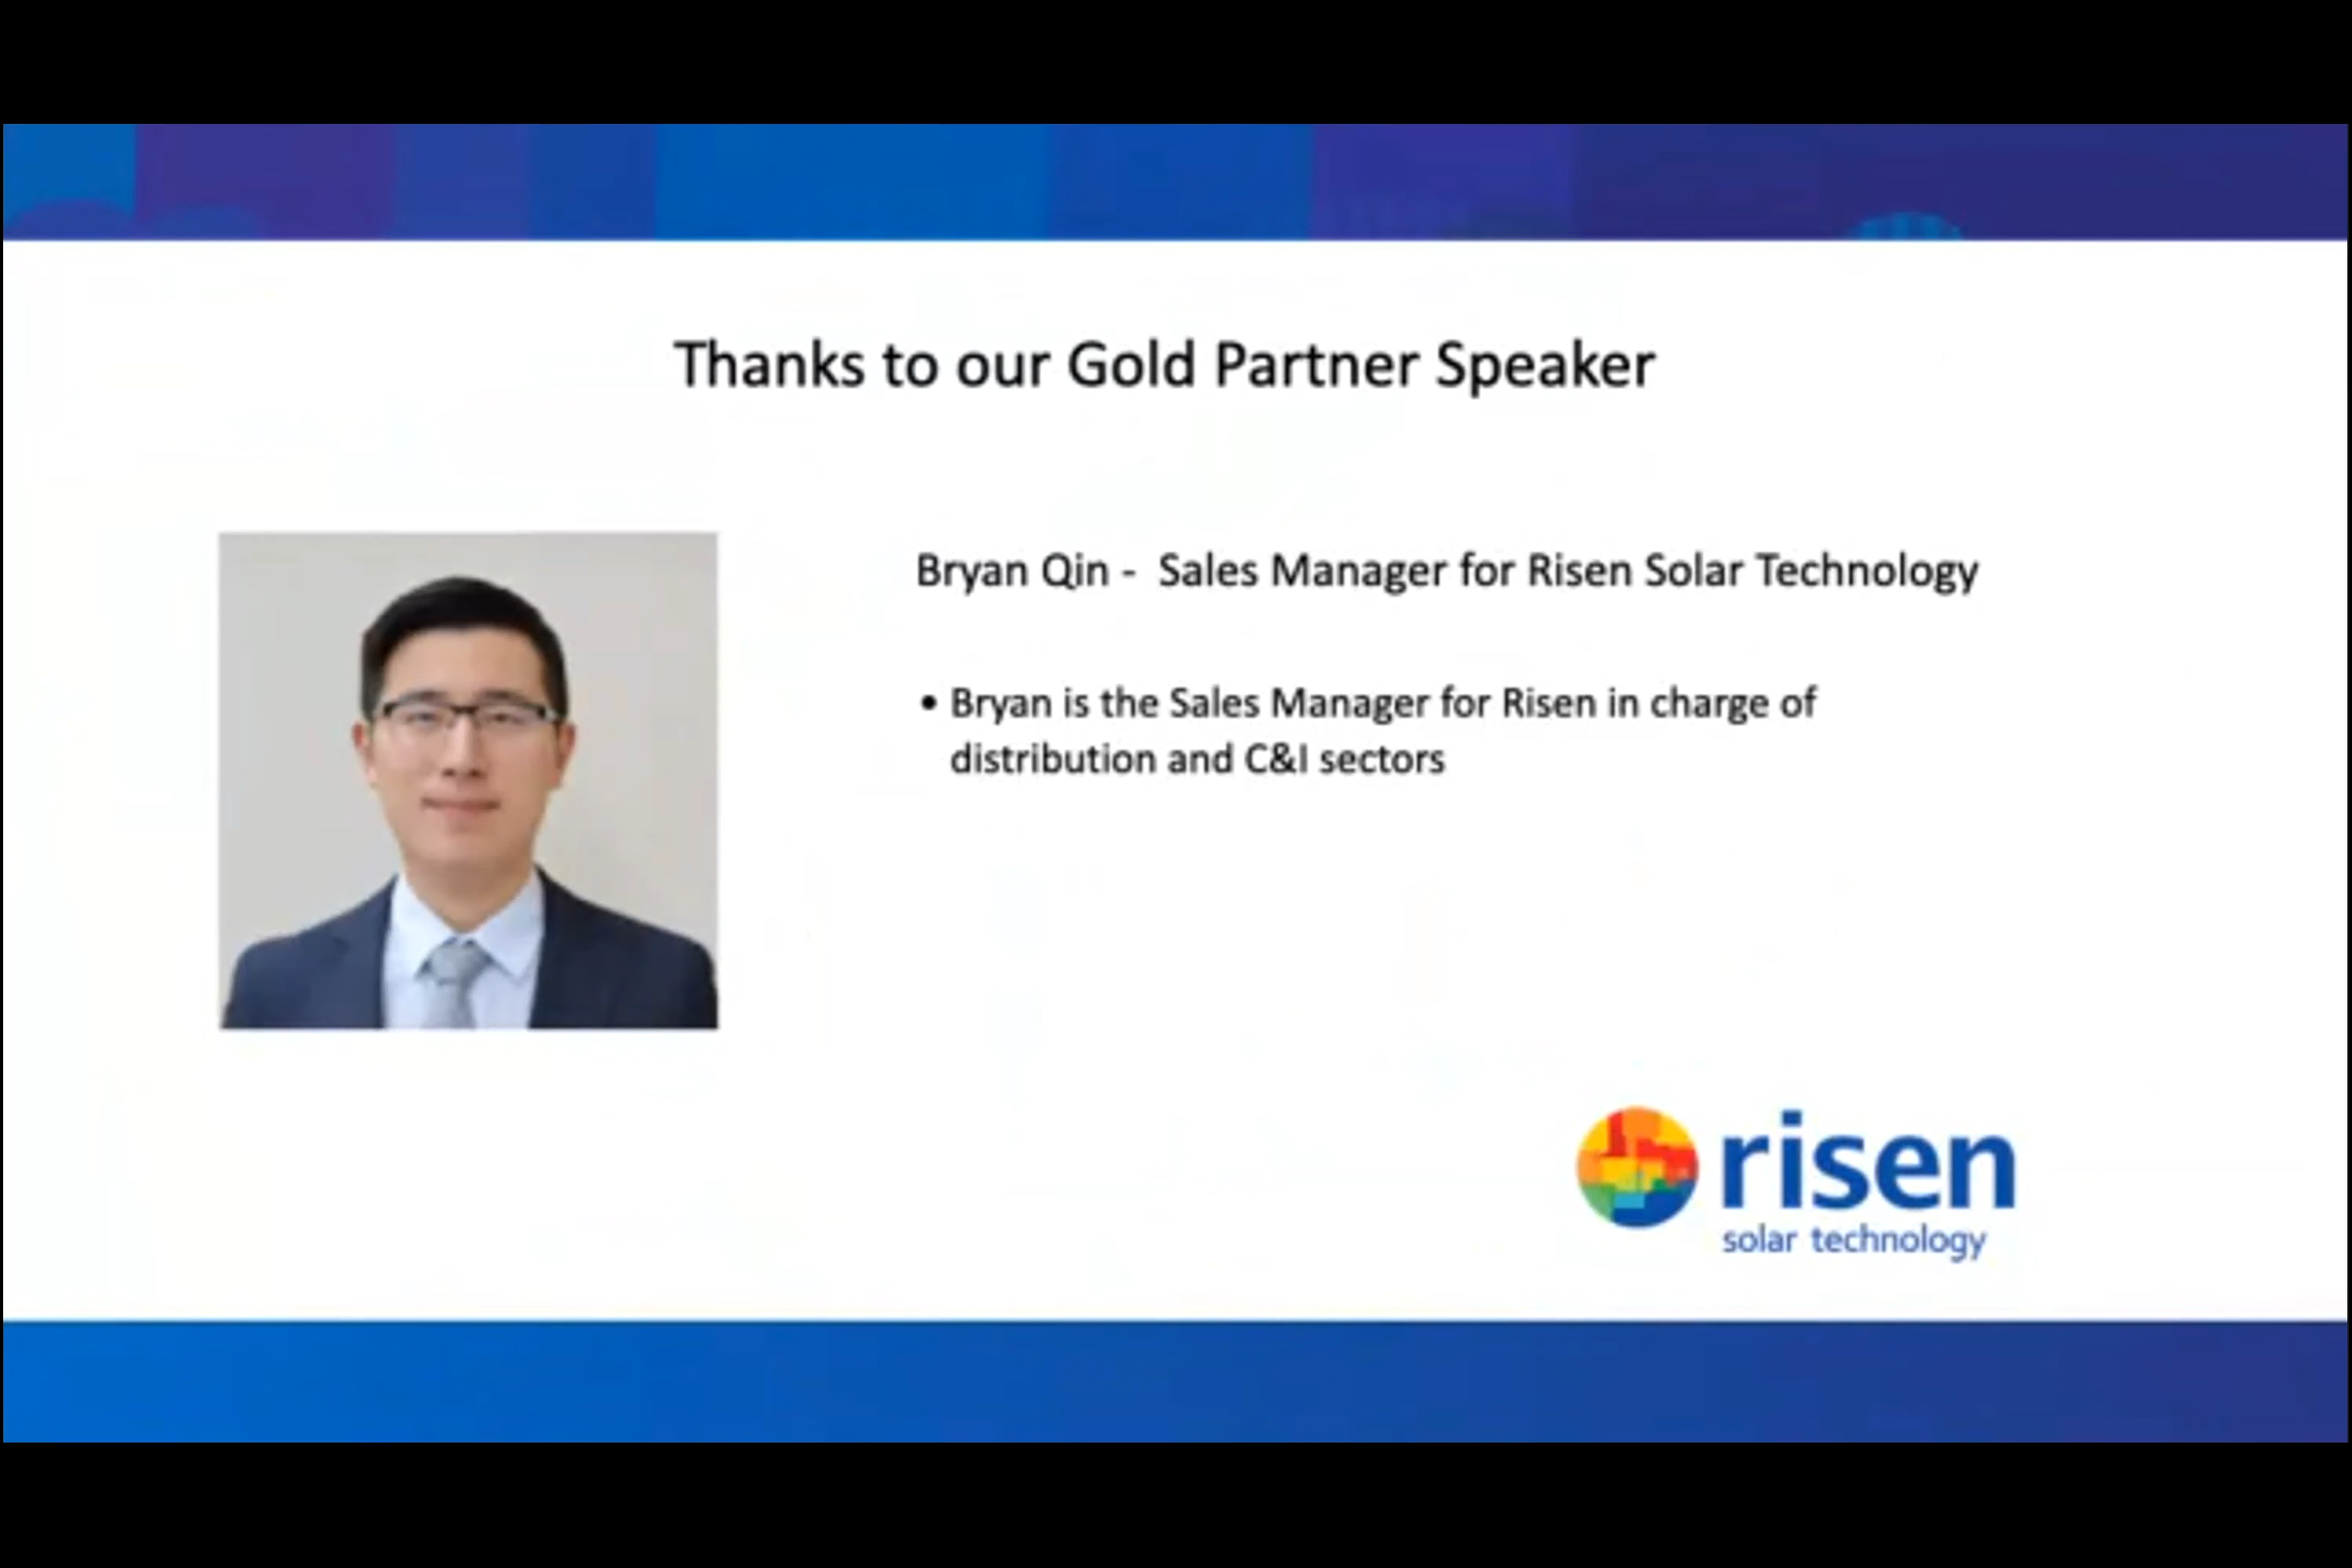 Thanks to our Gold Partner Speaker
Bryan Qin -  Sales Manager for Risen Solar Technology
• Bryan is the Sales Manager for Risen in charge of
distribution and C&I sectors
risen
solar technology